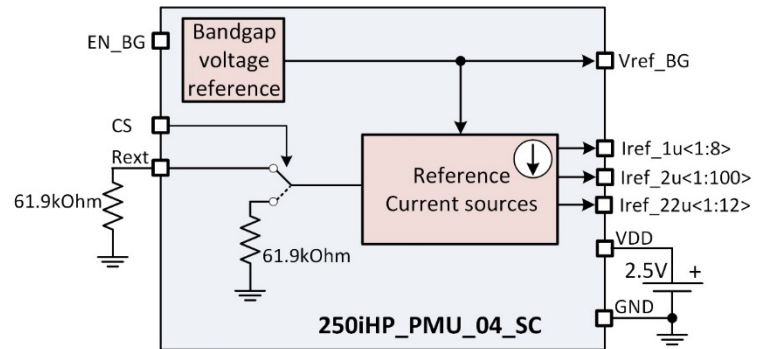 EN_BG
Bandgap
voltage
reference
Vref_BG
CS
Rext
61.9kOhm
61.9kOhm
Reference
Current sources
Iref_1u<1:8>
Iref_2u<1:100>
Iref_22u<1:12>
VDD
2.5V
+
GND
250iHP_PMU_04_SC